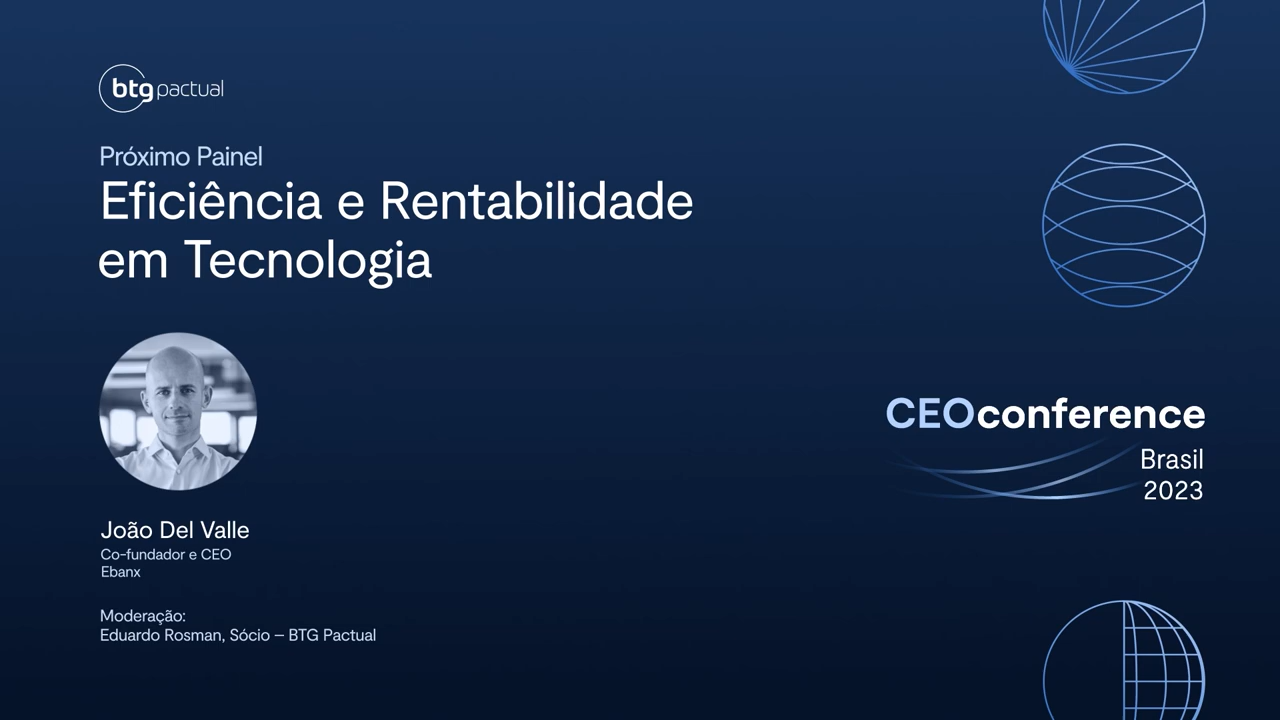 btg pactual
Próximo Painel
Eficiência e Rentabilidade
em Tecnologia
João Del Valle
Co-fundador e CEO
Ebanx
Moderação:
Eduardo Rosman, Sócio – BTG Pactual
CEOconference
Brasil
2023